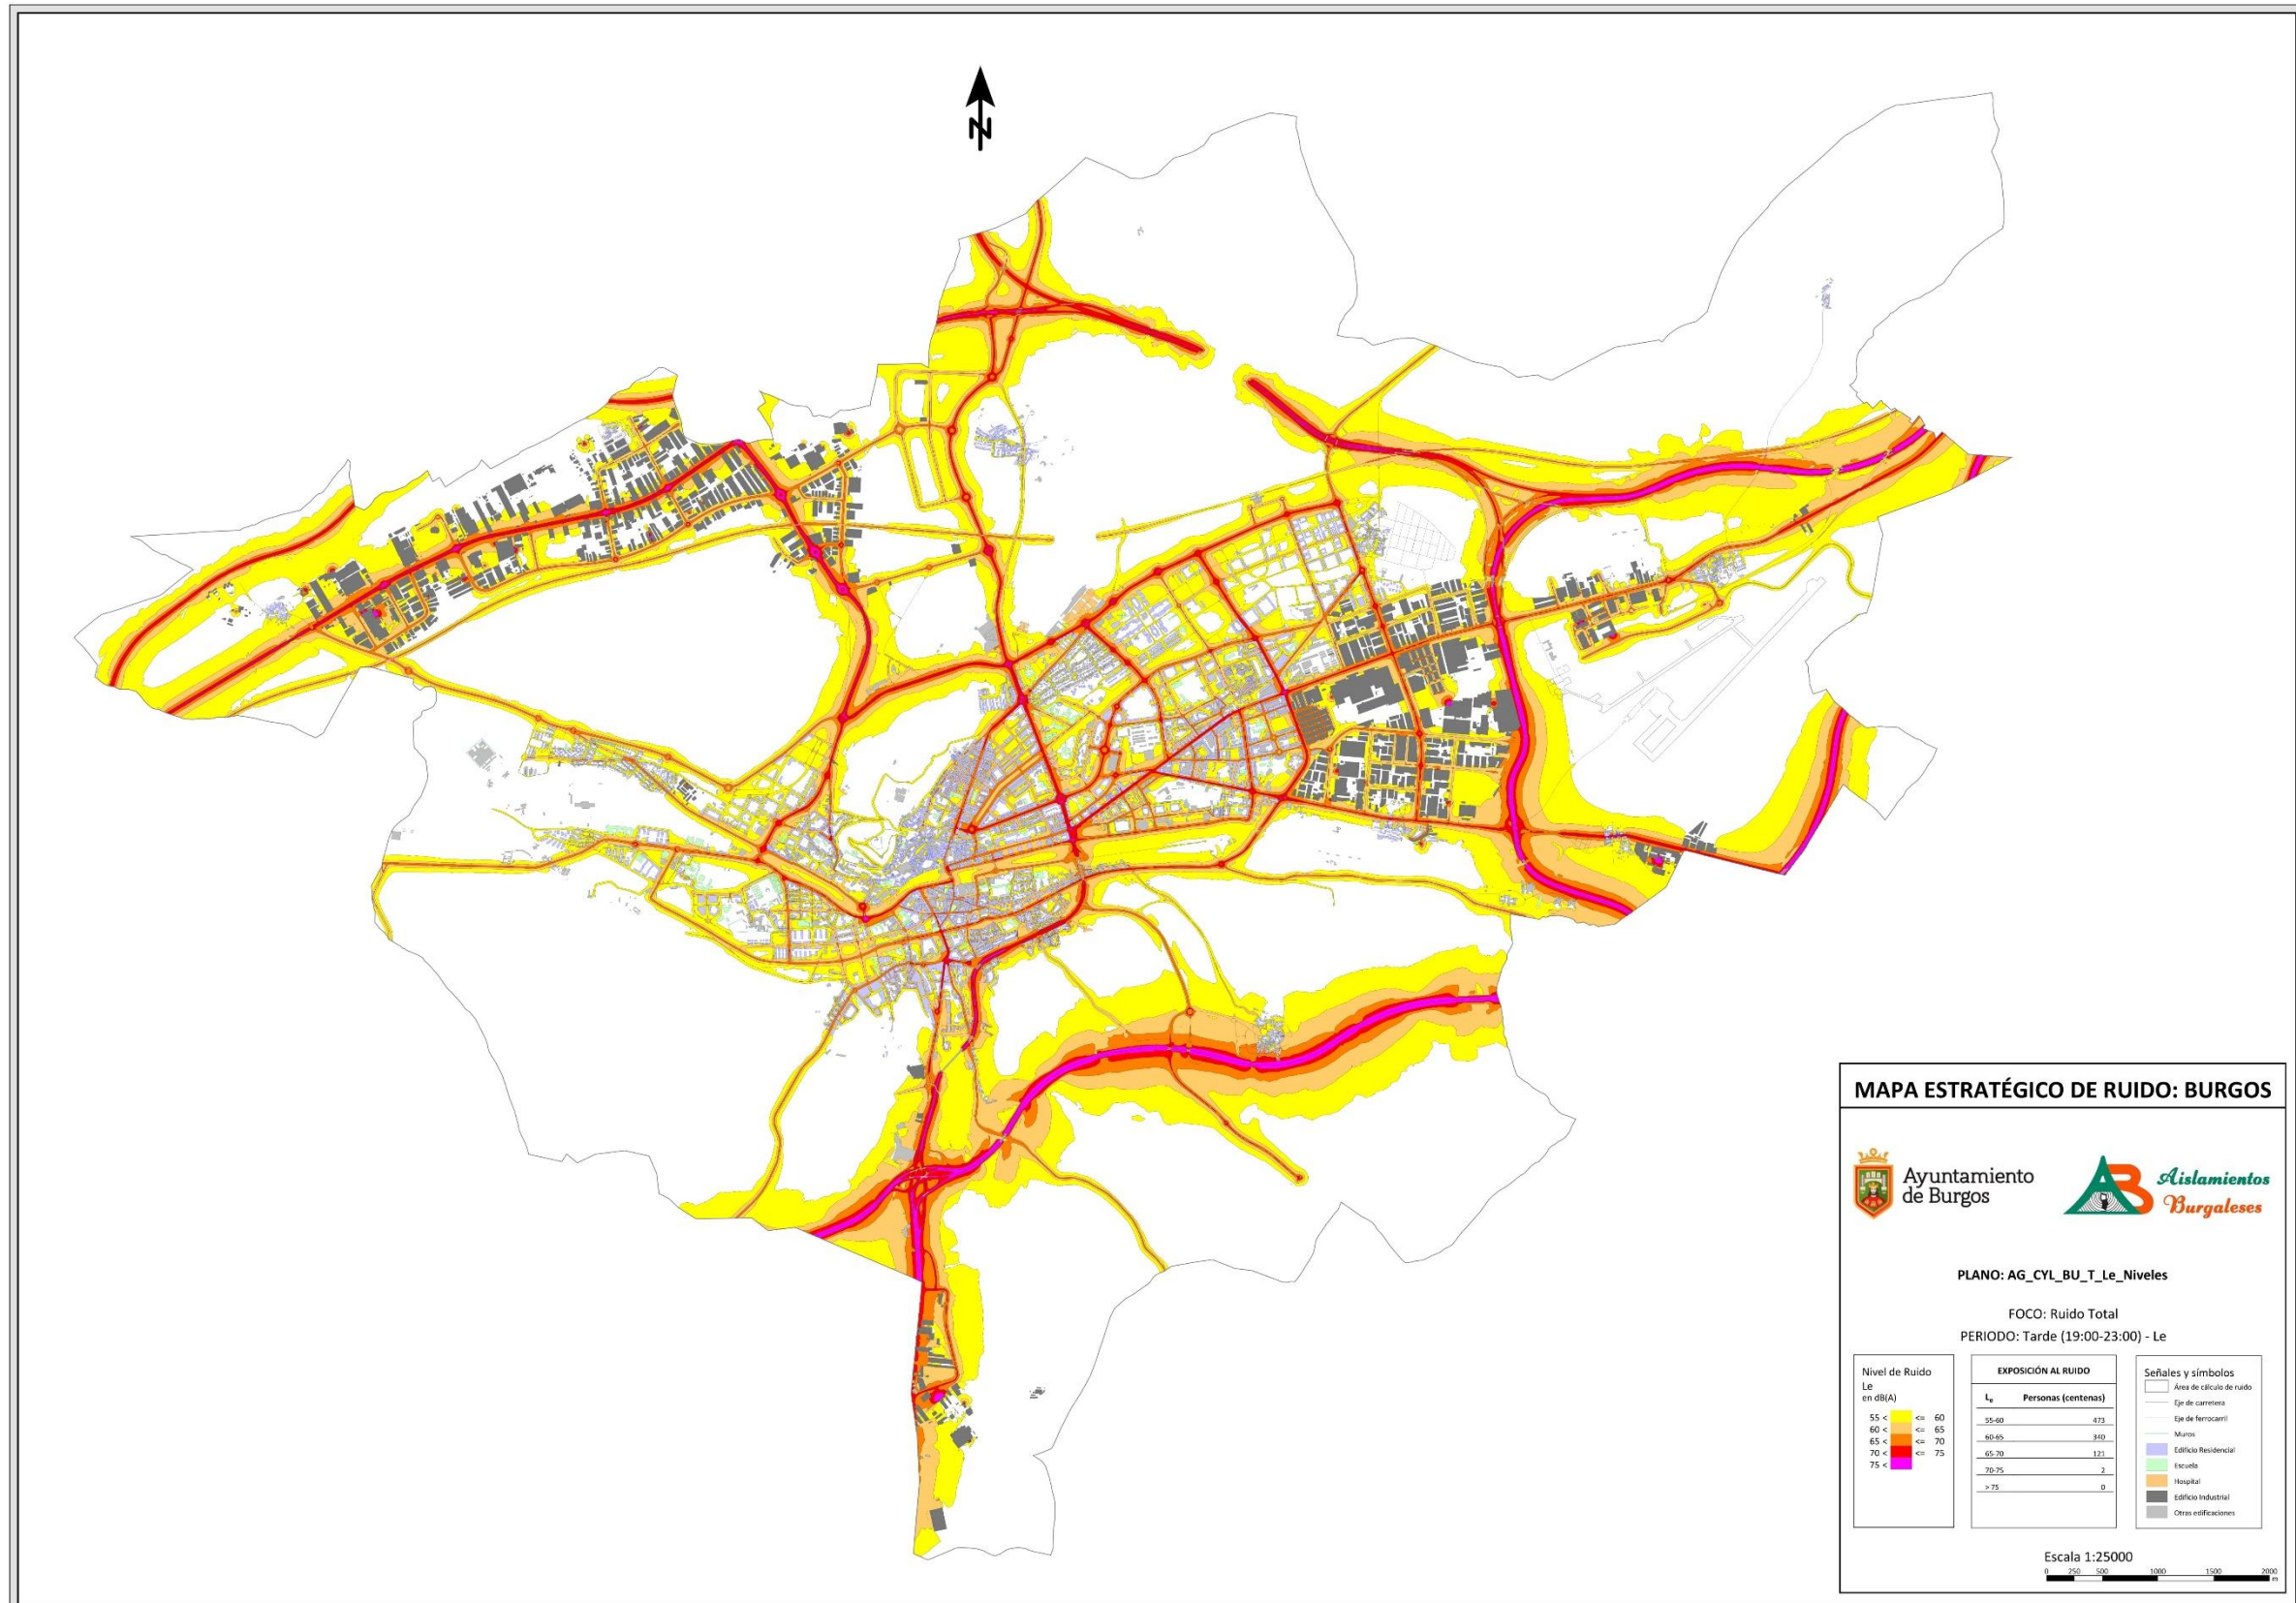 N
MAPA ESTRATÉGICO DE RUIDO: BURGOS
Ayuntamiento
de Burgos
AB
Aislamientos
Burgaleses
PLANO: AG_CYL_BU_T_Le_Niveles
FOCO: Ruido Total
PERIODO: Tarde (19:00-23:00) - Le
Nivel de Ruido
Le
en dB(A)
55 < <= 60
60 < <= 65
65 < <= 70
70 < <= 75
75 <
EXPOSICIÓN AL RUIDO
Le Personas (centenas)
55-60 473
60-65 340
65-70 121
70-75 2
> 75 0
Señales y símbolos
Área de cálculo de ruido
Eje de carretera
Eje de ferrocarril
Muros
Edificio Residencial
Escuela
Hospital
Edificio Industrial
Otras edificaciones
Escala 1:25000
0 250 500 1000 1500 2000
m